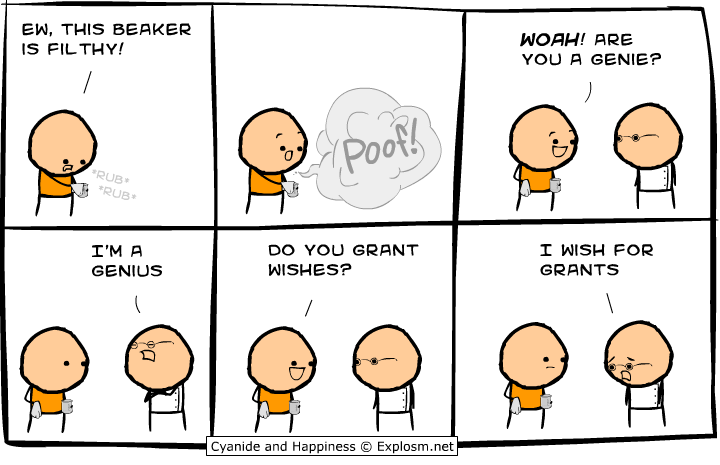 EW, THIS BEAKER
IS FILTHY!
*RUB*
*RUB*
Poof!
WOAH! ARE
YOU A GENIE?
I'M A
GENIUS
DO YOU GRANT
WISHES?
I WISH FOR
GRANTS
Cyanide and Happiness © Explosm.net